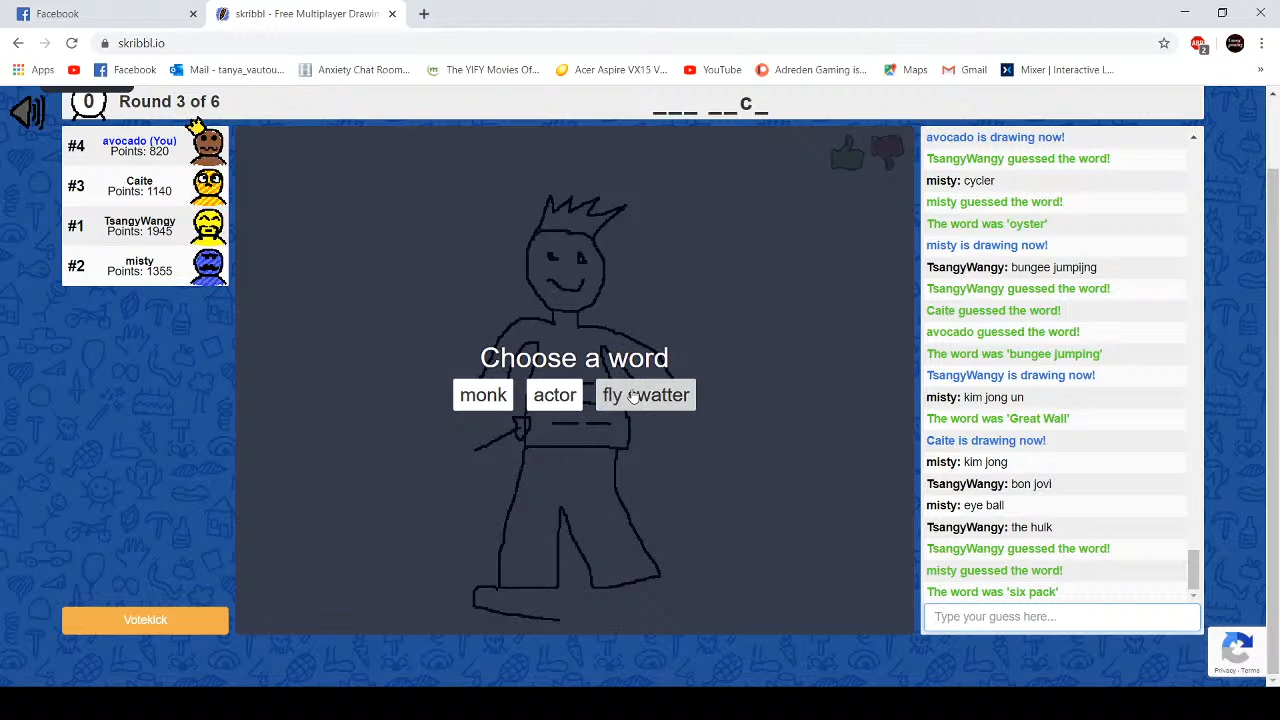 Facebook
skribbl - Free Multiplayer Drawin
skribbl.io
Apps
Facebook
Mail - tanya_vautou...
Anxiety Chat Room...
The YIFY Movies Of...
Acer Aspire VX15 V...
YouTube
Adreden Gaming is...
Maps
Gmail
Mixer | Interactive L...
»
2
0
Round 3 of 6
___ __c_
#4
avocado (You)
Points: 820
#3
Caite
Points: 1140
#1
TsangyWangy
Points: 1945
#2
misty
Points: 1355
Votekick
Choose a word
monk
actor
fly swatter
avocado is drawing now!
TsangyWangy guessed the word!
misty: cycler
misty guessed the word!
The word was 'oyster'
misty is drawing now!
TsangyWangy: bungee jumpijng
TsangyWangy guessed the word!
Caite guessed the word!
avocado guessed the word!
The word was 'bungee jumping'
TsangyWangy is drawing now!
misty: kim jong un
The word was 'Great Wall'
Caite is drawing now!
misty: kim jong
TsangyWangy: bon jovi
misty: eye ball
TsangyWangy: the hulk
TsangyWangy guessed the word!
misty guessed the word!
The word was 'six pack'
Type your guess here...
Privacy - Terms